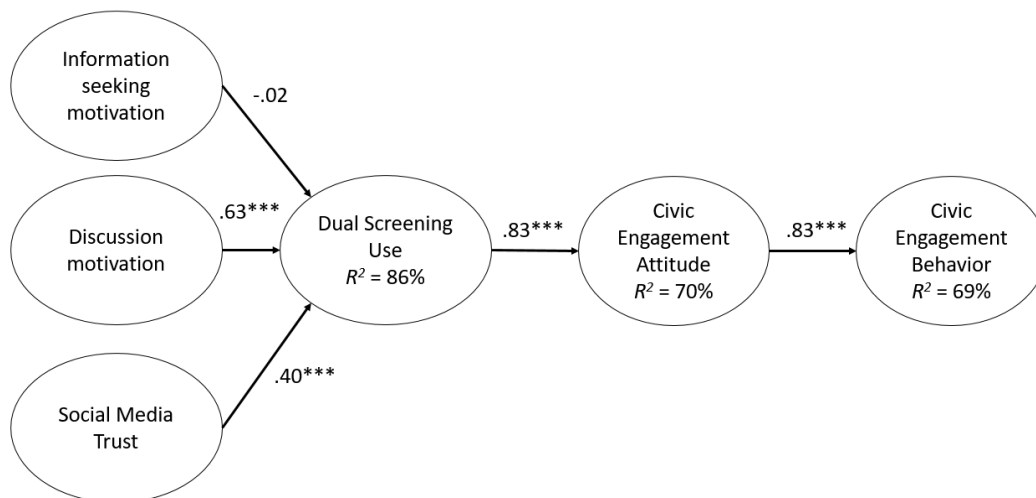 Information
seeking
motivation
-.02
Discussion
motivation
.63***
Social Media
Trust
.40***
Dual Screening
Use
R² = 86%
.83***
Civic
Engagement
Attitude
R² = 70%
.83***
Civic
Engagement
Behavior
R² = 69%